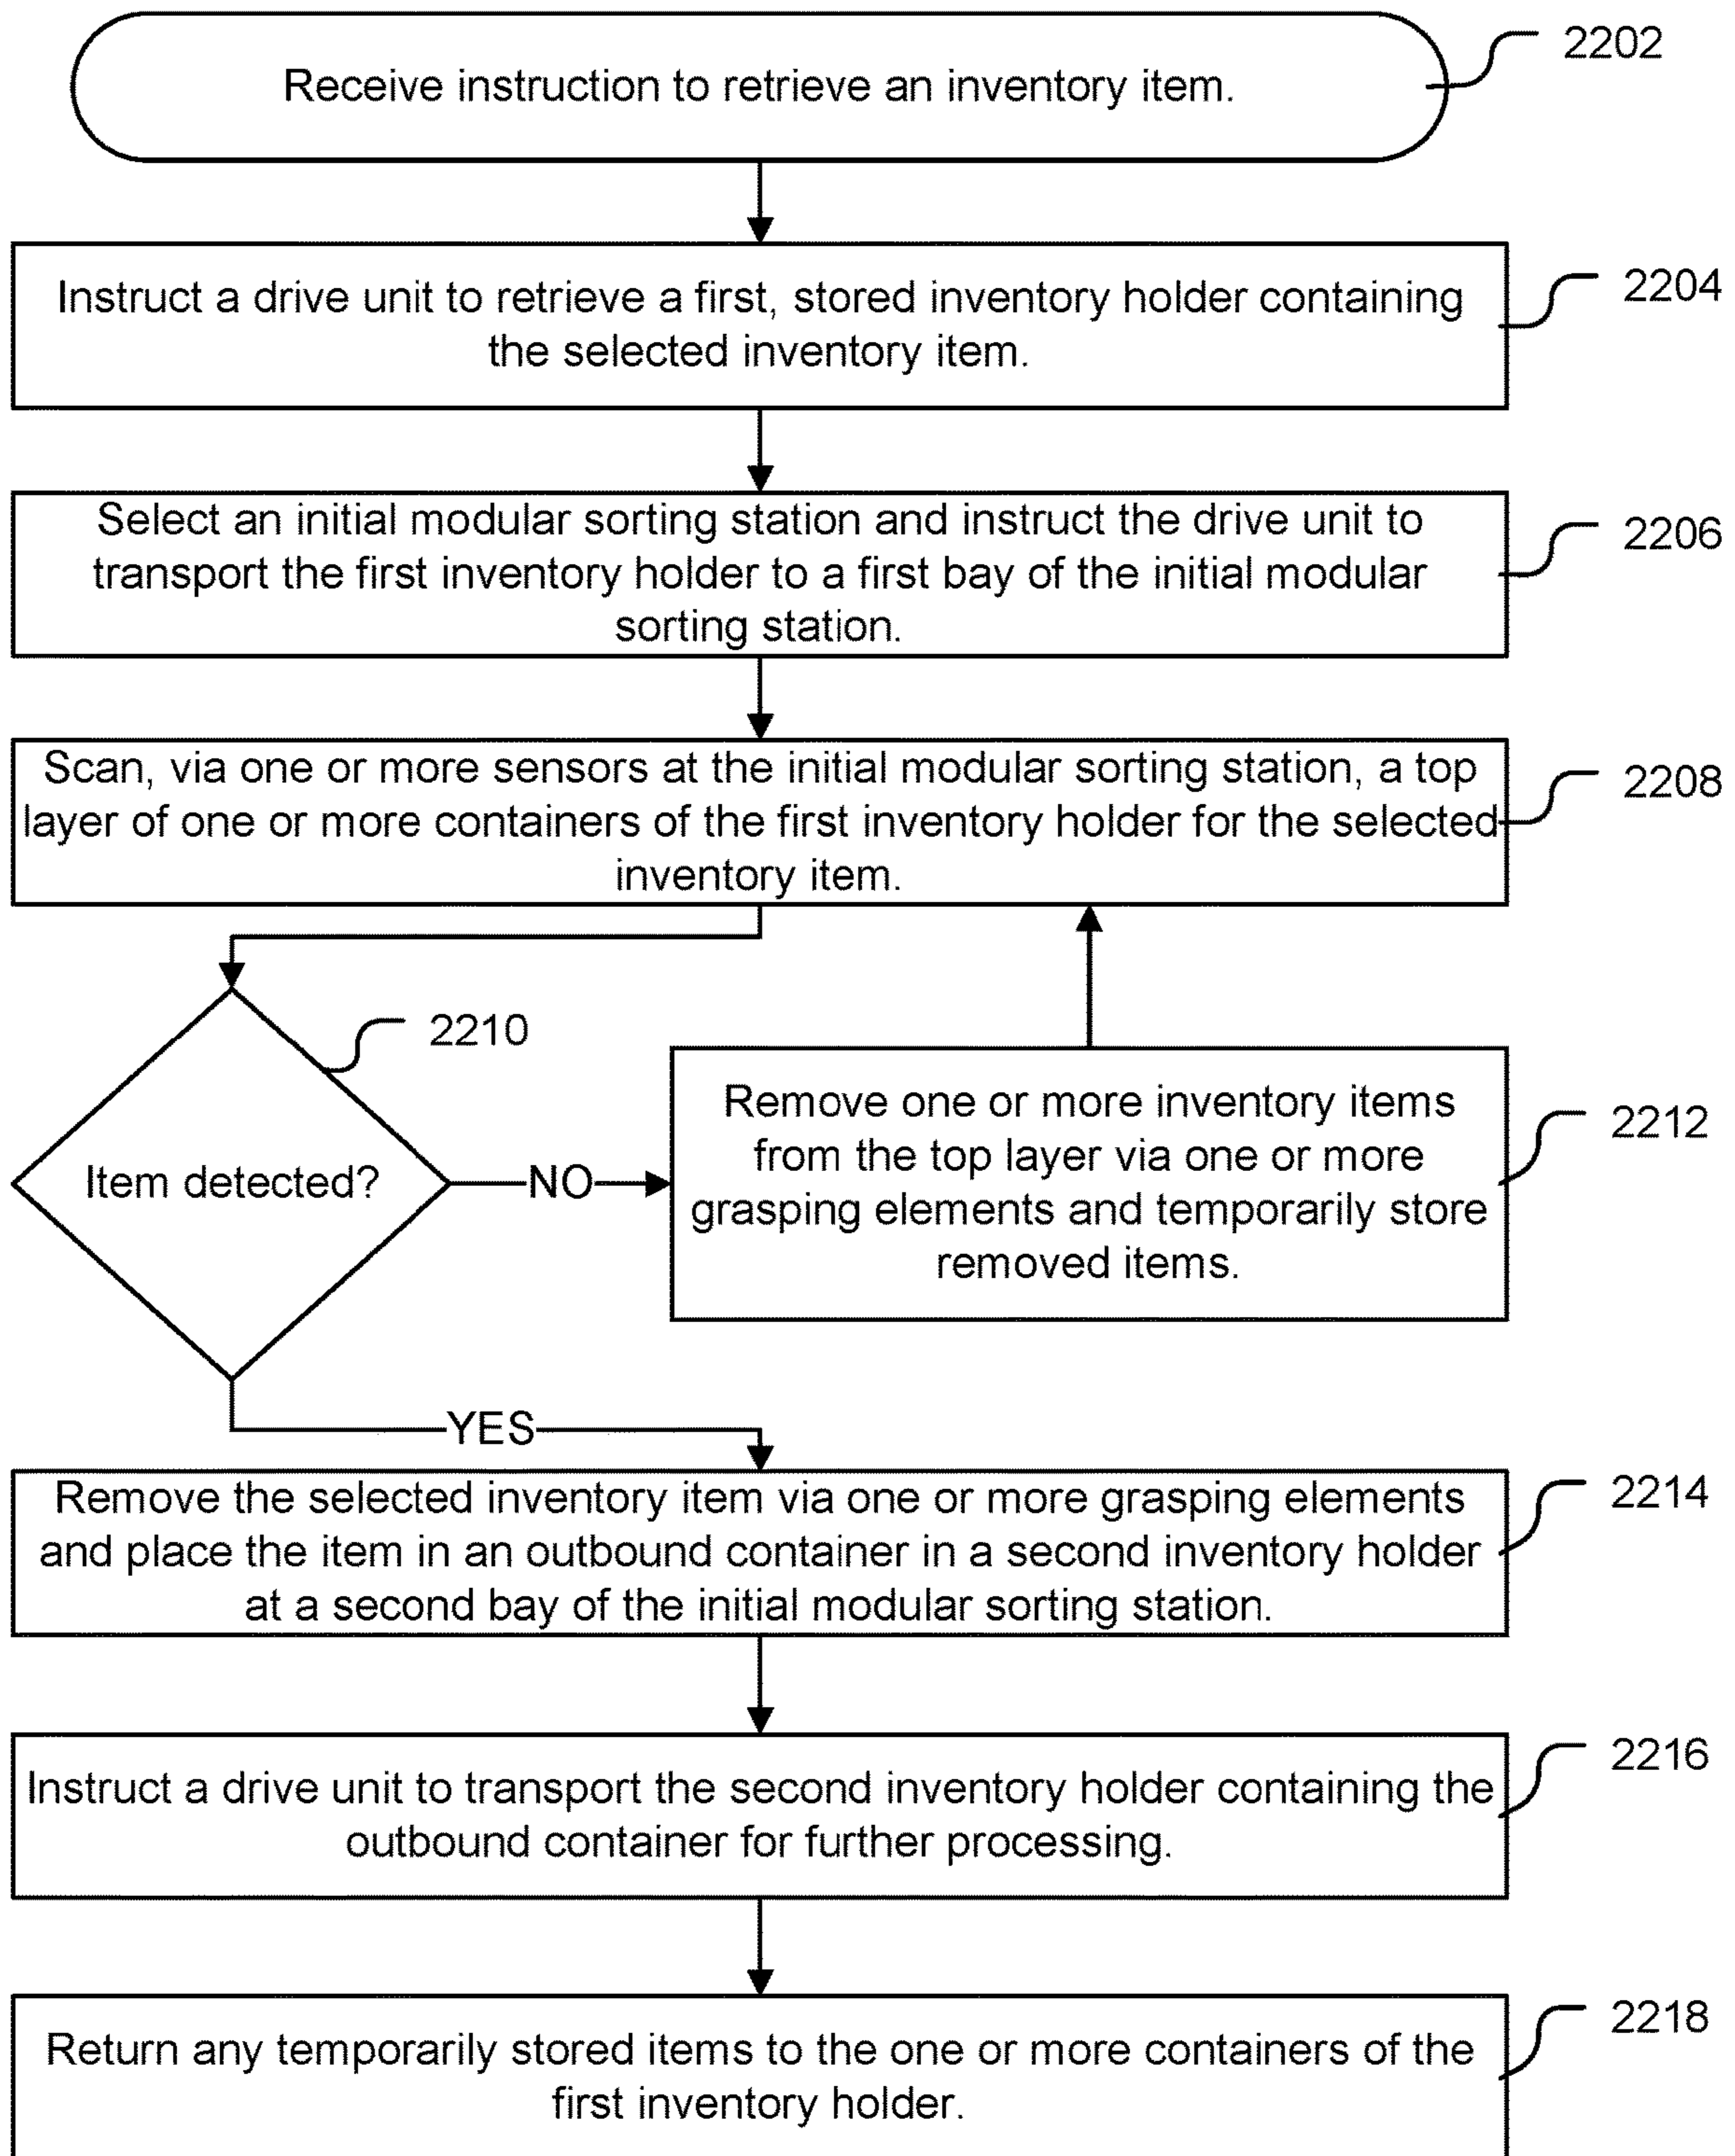 Receive instruction to retrieve an inventory item.
2202
Instruct a drive unit to retrieve a first, stored inventory holder containing
the selected inventory item.
2204
Select an initial modular sorting station and instruct the drive unit to
transport the first inventory holder to a first bay of the initial modular
sorting station.
2206
Scan, via one or more sensors at the initial modular sorting station, a top
layer of one or more containers of the first inventory holder for the selected
inventory item.
2208
Item detected?
2210
NO
Remove one or more inventory items
from the top layer via one or more
grasping elements and temporarily store
removed items.
2212
YES
Remove the selected inventory item via one or more grasping elements
and place the item in an outbound container in a second inventory holder
at a second bay of the initial modular sorting station.
2214
Instruct a drive unit to transport the second inventory holder containing the
outbound container for further processing.
2216
Return any temporarily stored items to the one or more containers of the
first inventory holder.
2218